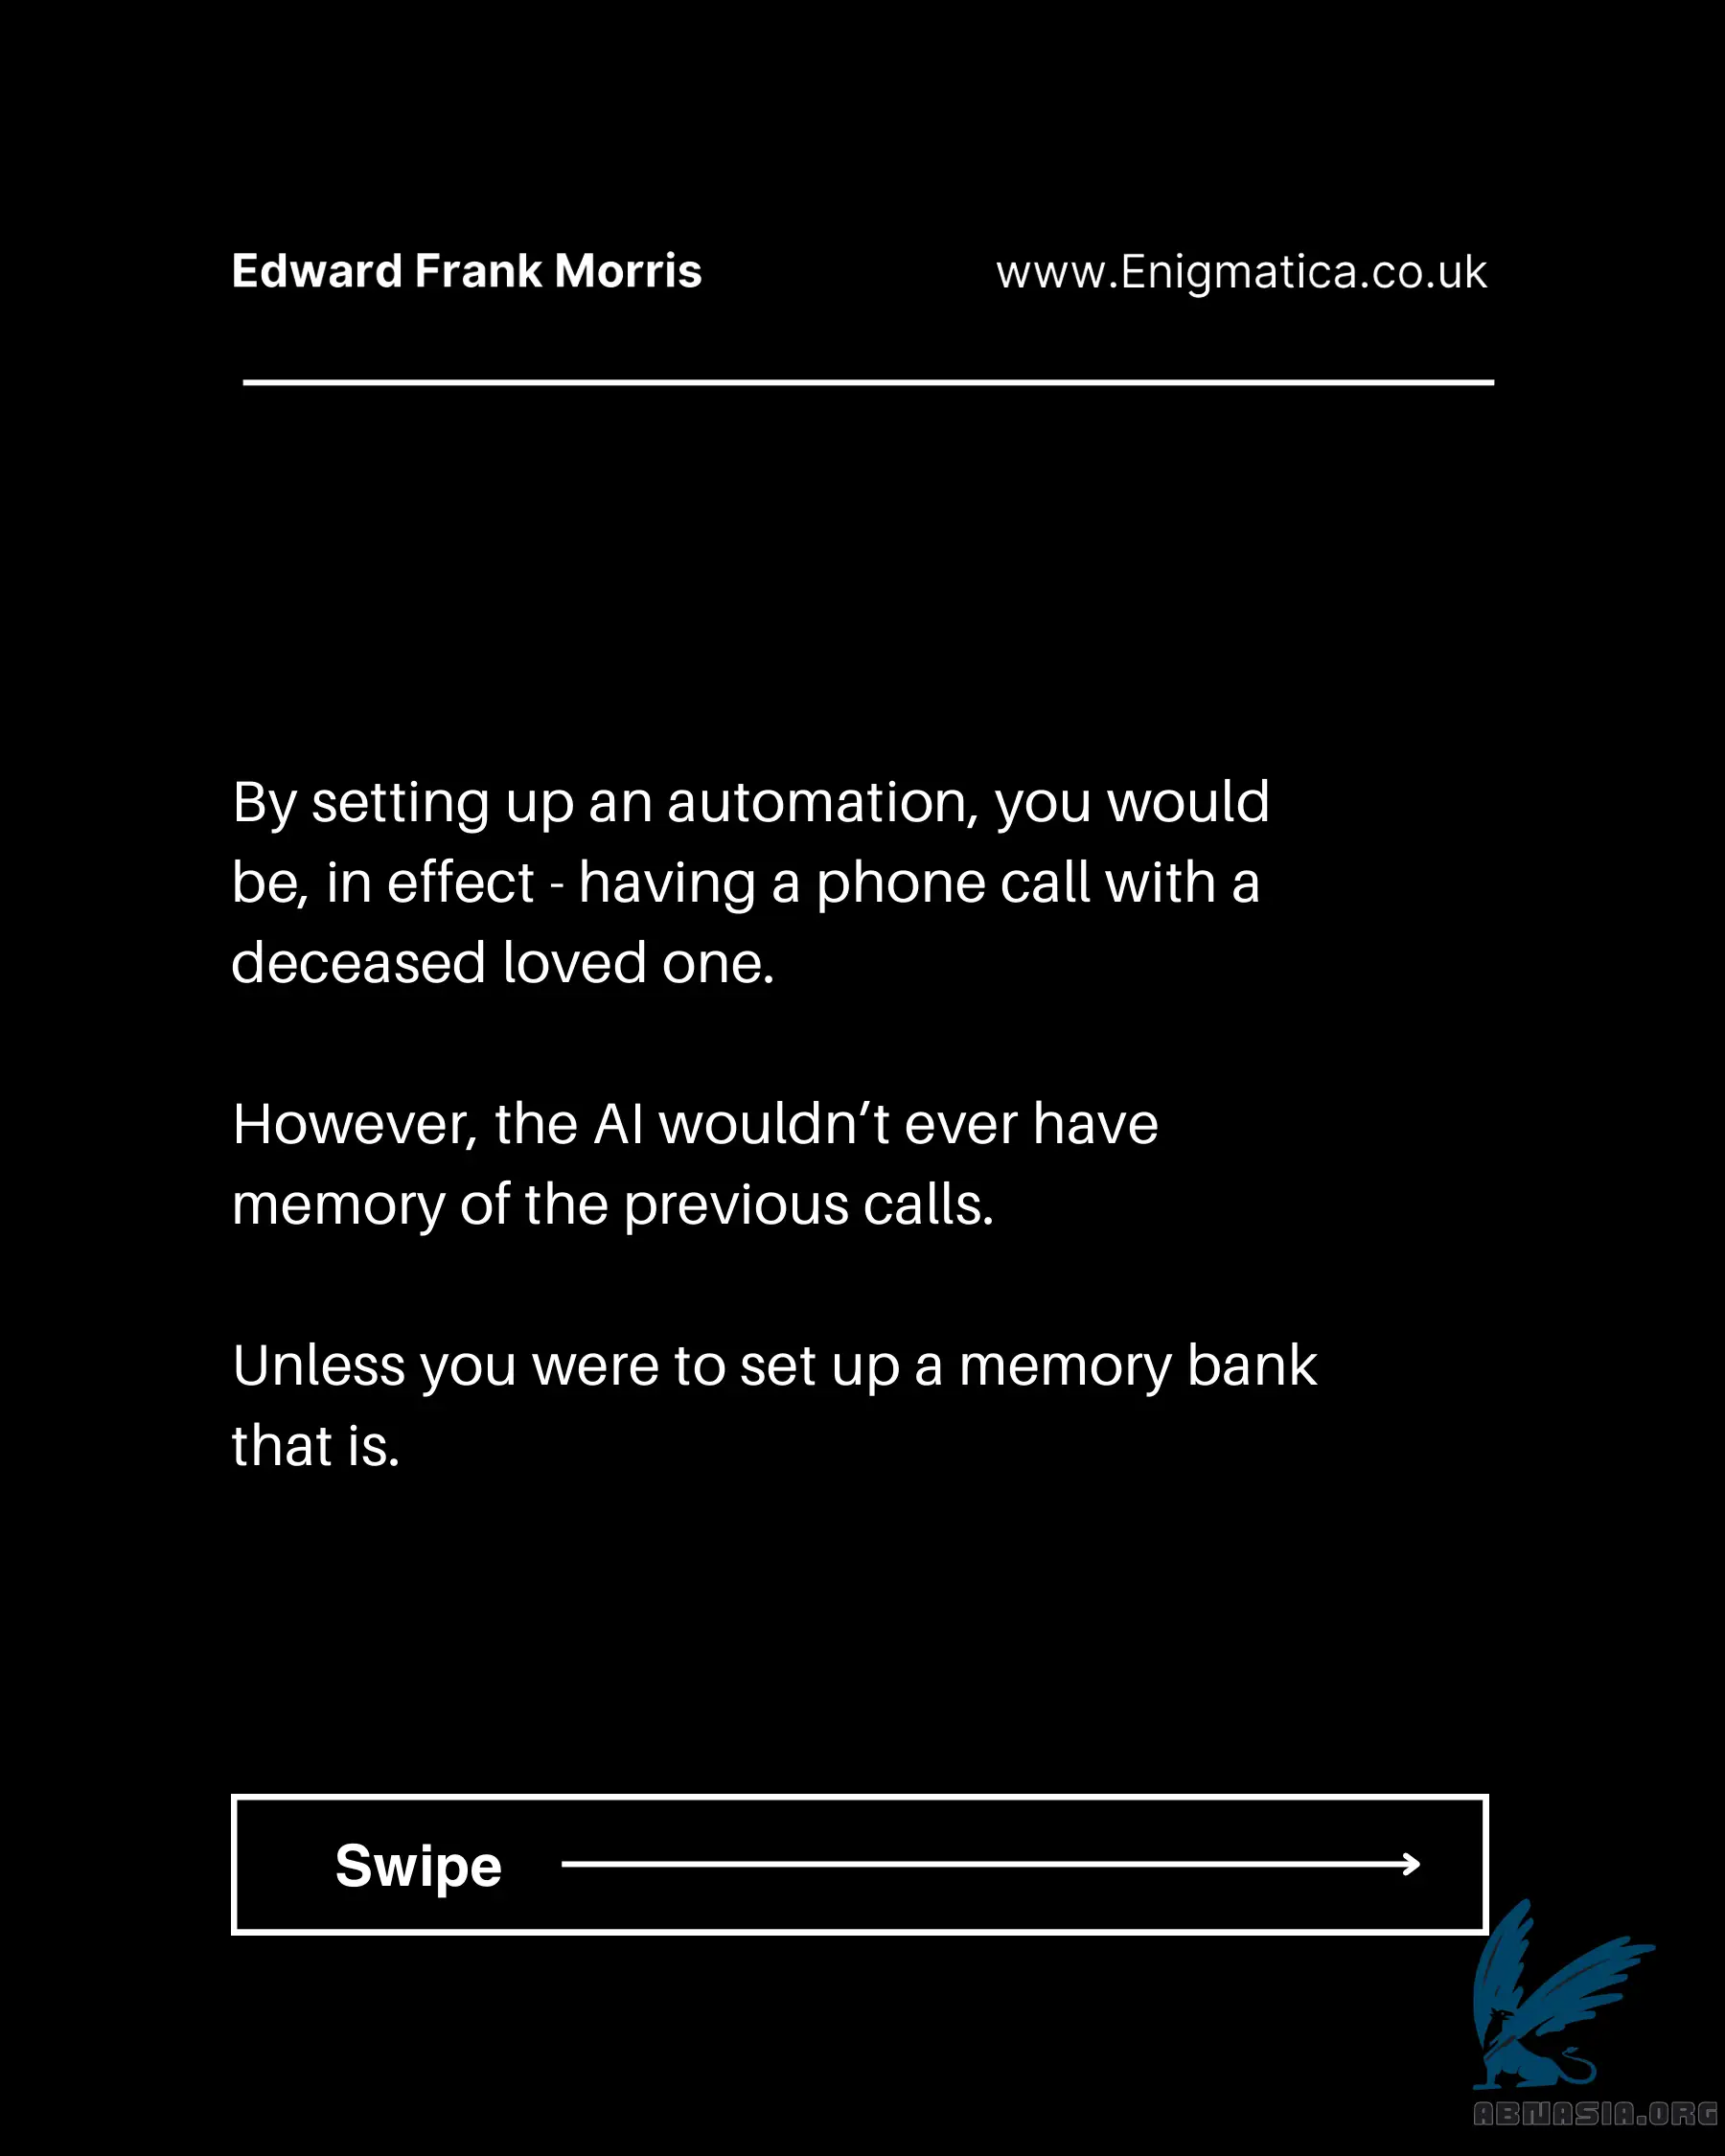 Edward Frank Morris
www.Enigmatica.co.uk
By setting up an automation, you would
be, in effect - having a phone call with a
deceased loved one.
However, the AI wouldn’t ever have
memory of the previous calls.
Unless you were to set up a memory bank
that is.
Swipe
ABNASIA.ORG